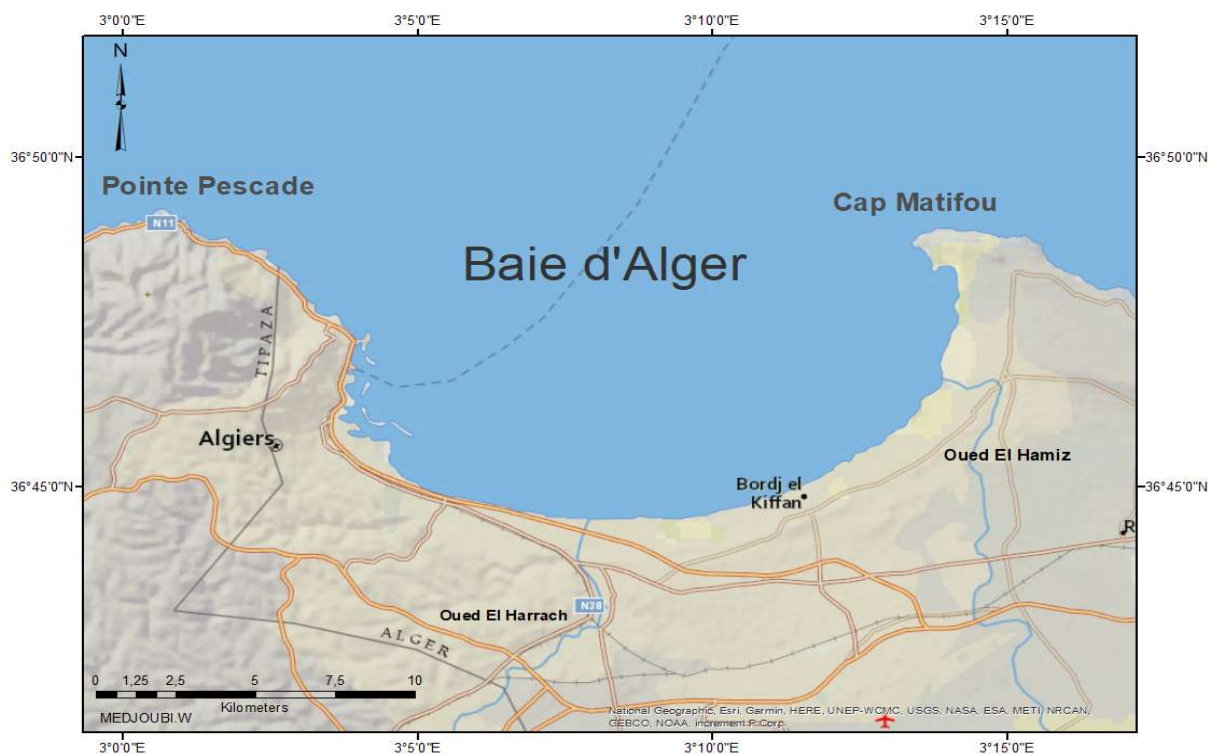 3°0'0"E 3°5'0"E 3°10'0"E 3°15'0"E
N
36°50'0"N 36°50'0"N
Pointe Pescade
Cap Matifou
N11
Baie d'Alger
TIPAZA
Algiers
Oued El Hamiz
Bordj el
Kiffan
36°45'0"N 36°45'0"N
R
N38
Oued El Harrach
ALGER
0 1,25 2,5 5 7,5 10
Kilometers
MEDJOUBI.W
National Geographic, Esri, Garmin, HERE, UNEP-WCMC, USGS, NASA, ESA, METI, NRCAN,
GEBCO, NOAA, increment P Corp.
3°0'0"E 3°5'0"E 3°10'0"E 3°15'0"E